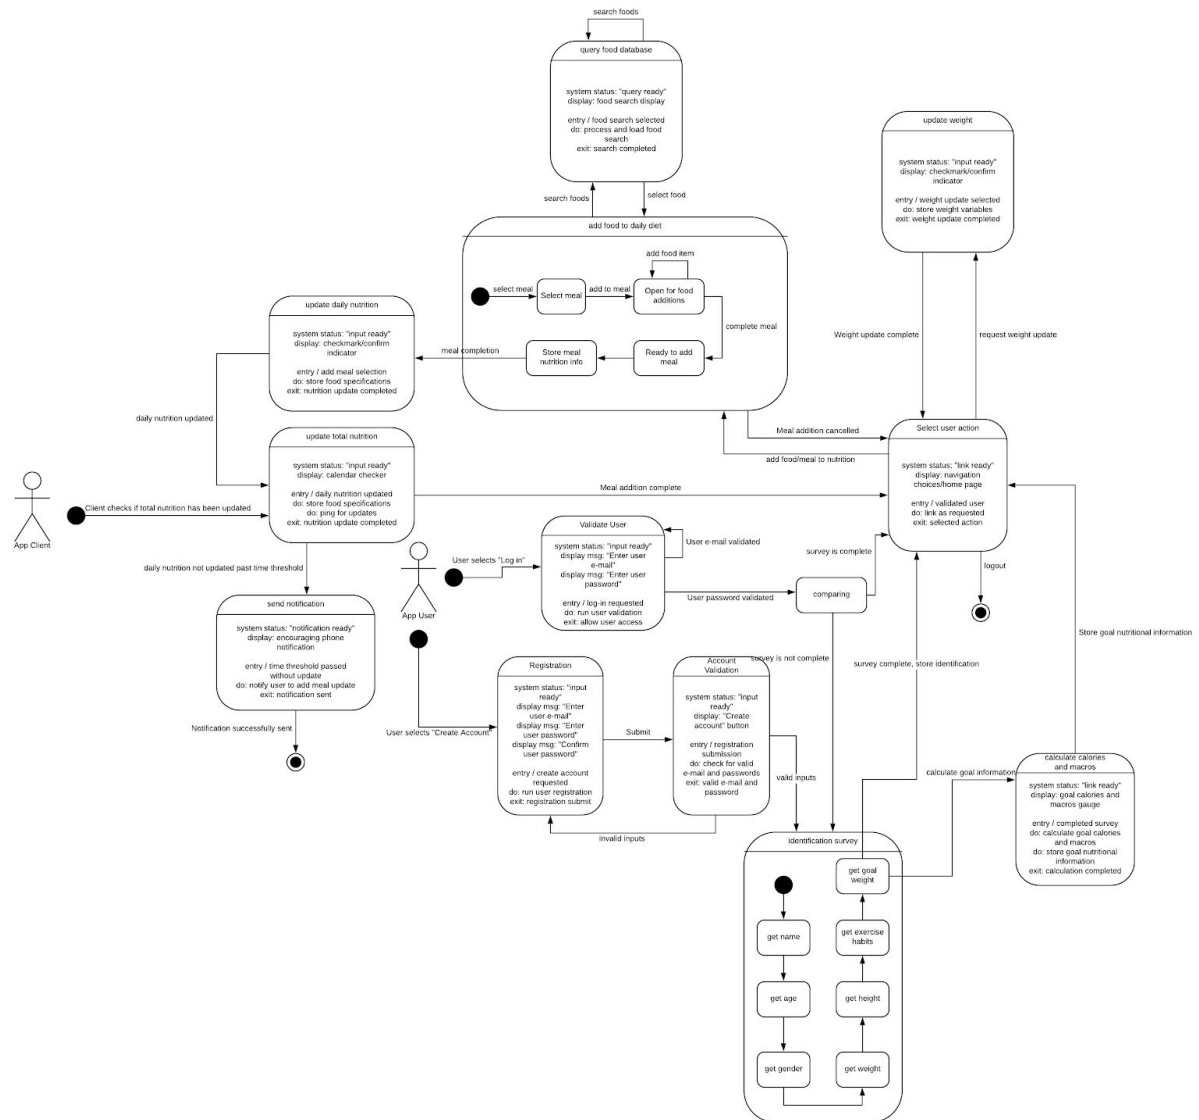 search foods
query food database
system status: "query ready"
display: food search display
entry / food search selected
do: process and load food
search
exit: search completed
search foods
select food
update weight
system status: "input ready"
display: checkmark/confirm
indicator
entry / weight update selected
do: store weight variables
exit: weight update completed
add food to daily diet
add food item
select meal
Select meal
add to meal
Open for food
additions
complete meal
Ready to add
meal
Store meal
nutrition info
meal completion
update daily nutrition
system status: "input ready"
display: checkmark/confirm
indicator
entry / add meal selection
do: store food specifications
exit: nutrition update completed
Weight update complete
request weight update
daily nutrition updated
update total nutrition
system status: "input ready"
display: calendar checker
entry / daily nutrition updated
do: store food specifications
do: ping for updates
exit: nutrition update completed
Meal addition cancelled
add food/meal to nutrition
Select user action
system status: "link ready"
display: navigation
choices/home page
entry / validated user
do: link as requested
exit: selected action
Meal addition complete
App Client
Client checks if total nutrition has been updated
Validate User
system status: "input ready"
display msg: "Enter user
e-mail"
display msg: "Enter user
password"
entry / log-in requested
do: run user validation
exit: allow user access
User e-mail validated
User selects "Log in"
App User
survey is complete
User password validated
comparing
logout
daily nutrition not updated past time threshold
send notification
system status: "notification ready"
display: encouraging phone
notification
entry / time threshold passed
without update
do: notify user to add meal update
exit: notification sent
Notification successfully sent
User selects "Create Account"
Registration
system status: "input
ready"
display msg: "Enter
user e-mail"
display msg: "Enter
user password"
display msg: "Confirm
user password"
entry / create account
requested
do: run user registration
exit: registration submit
Submit
Account
Validation
system status: "input
ready"
display: "Create
account" button
entry / registration
submission
do: check for valid
e-mail and passwords
exit: valid e-mail and
password
Invalid inputs
valid inputs
survey is not complete
survey complete, store identification
Store goal nutritional information
calculate goal information
calculate calories
and macros
system status: "link ready"
display: goal calories and
macros gauge
entry / completed survey
do: calculate goal calories
and macros
do: store goal nutritional
information
exit: calculation completed
identification survey
get name
get age
get gender
get weight
get height
get exercise
habits
get goal
weight